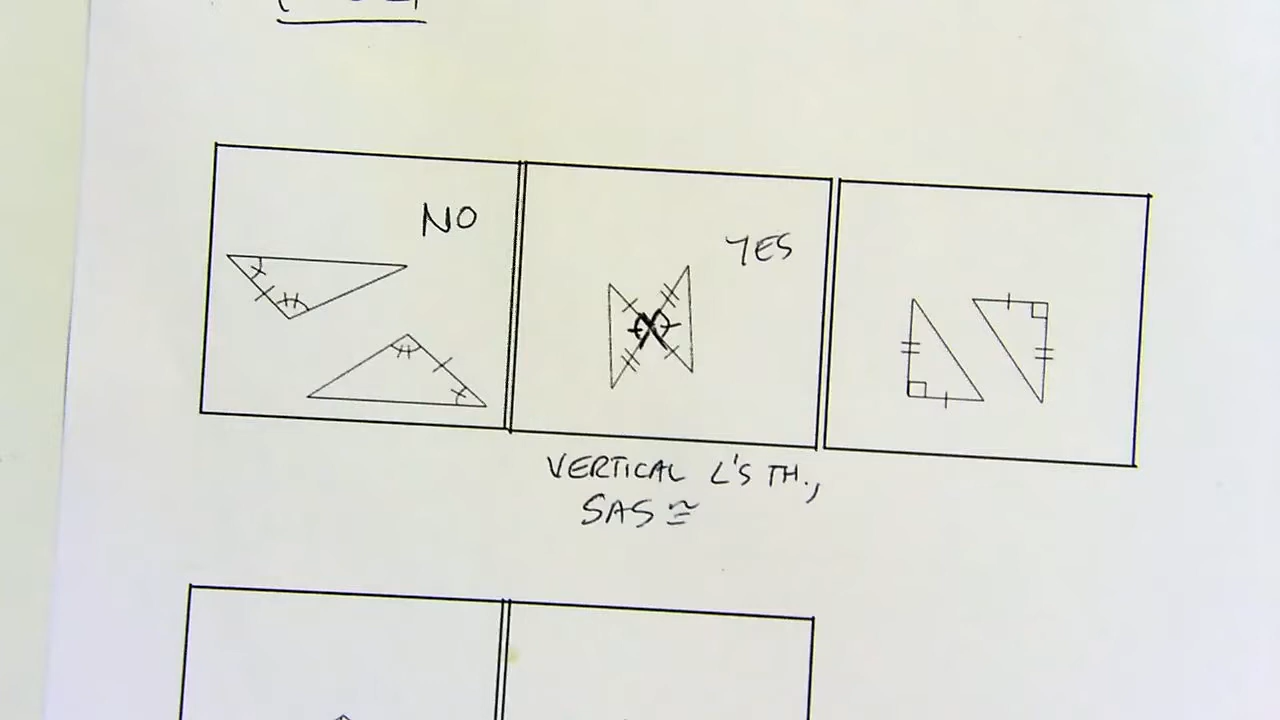 NO
YES
VERTICAL ∠'S TH.,
SAS ≅